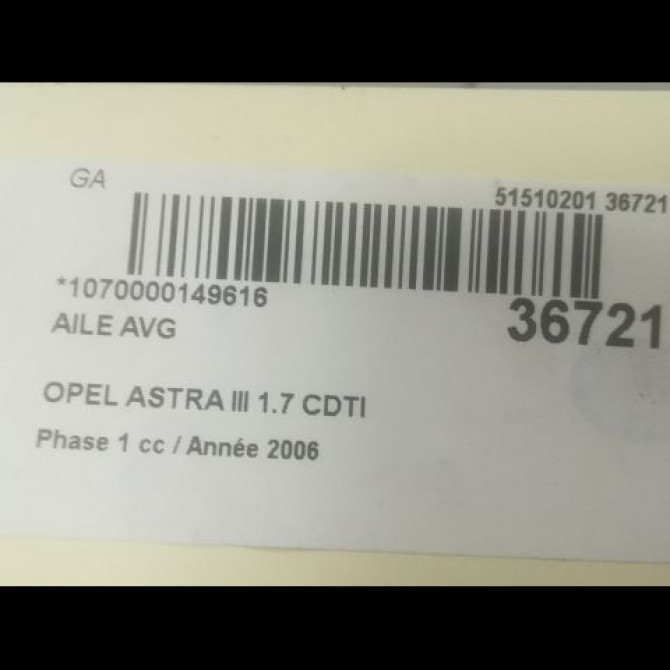 GA
51510201 36721
*1070000149616
36721
AILE AVG
OPEL ASTRA III 1.7 CDTI
Phase 1 cc / Année 2006